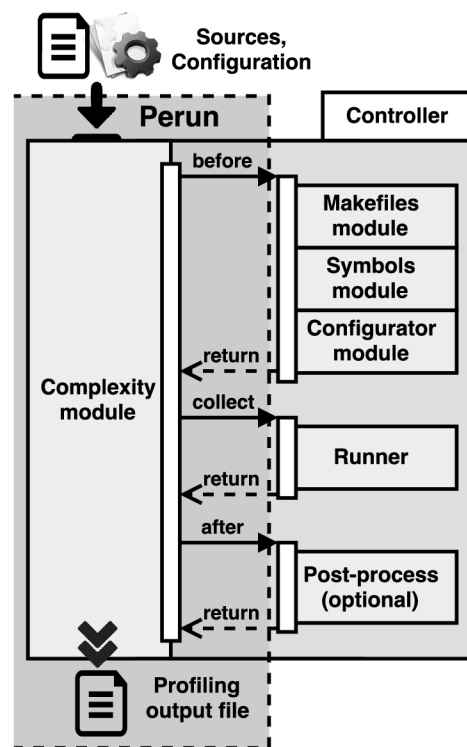 Sources,
Configuration
Perun
Controller
before
Makefiles
module
Symbols
module
Configurator
module
return
Complexity
module
collect
Runner
return
after
Post-process
(optional)
return
Profiling
output file